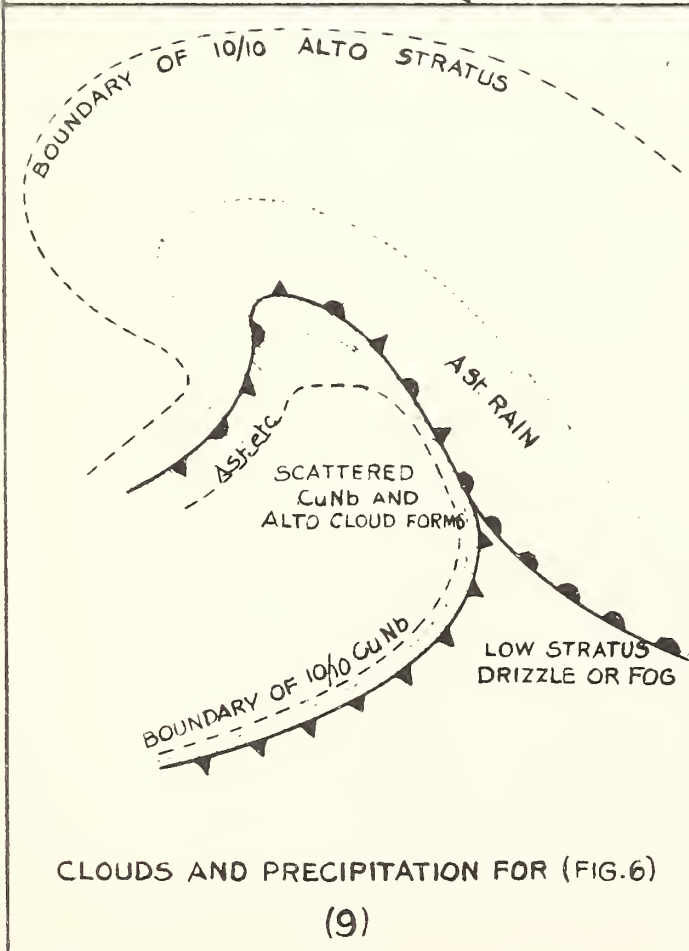 BOUNDARY OF 10/10 ALTO STRATUS
ASt RAIN
ASt. etc
SCATTERED
CuNb AND
ALTO CLOUD FORMS
BOUNDARY OF 10/10 CuNb
LOW STRATUS
DRIZZLE OR FOG
CLOUDS AND PRECIPITATION FOR (FIG.6)
(9)